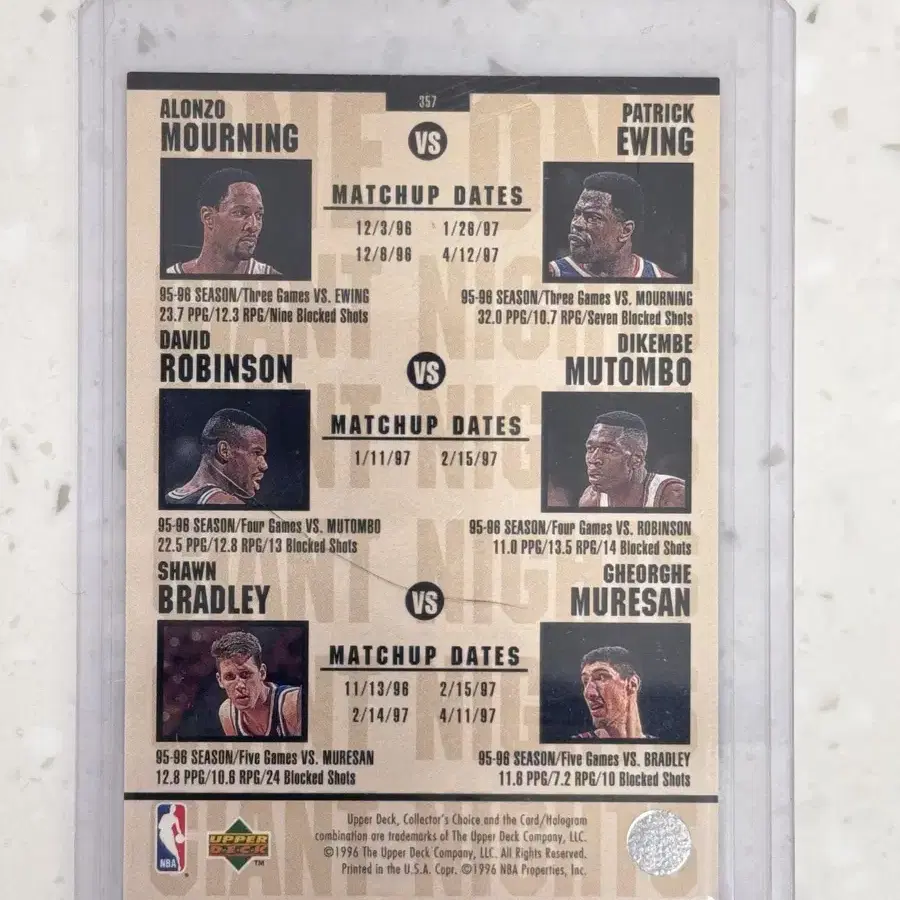 357
ALONZO
MOURNING
VS
PATRICK
EWING
MATCHUP DATES
12/3/96 1/26/97
12/8/96 4/12/97
95-96 SEASON/Three Games VS. EWING
23.7 PPG/12.3 RPG/Nine Blocked Shots
95-96 SEASON/Three Games VS. MOURNING
32.0 PPG/10.7 RPG/Seven Blocked Shots
DAVID
ROBINSON
VS
DIKEMBE
MUTOMBO
MATCHUP DATES
1/11/97 2/15/97
95-96 SEASON/Four Games VS. MUTOMBO
22.5 PPG/12.8 RPG/13 Blocked Shots
95-96 SEASON/Four Games VS. ROBINSON
11.0 PPG/13.5 RPG/14 Blocked Shots
SHAWN
BRADLEY
VS
GHEORGHE
MURESAN
MATCHUP DATES
11/13/96 2/15/97
2/14/97 4/11/97
95-96 SEASON/Five Games VS. MURESAN
12.8 PPG/10.6 RPG/24 Blocked Shots
95-96 SEASON/Five Games VS. BRADLEY
11.6 PPG/7.2 RPG/10 Blocked Shots
NBA
UPPER
DECK
TM
Upper Deck, Collector's Choice and the Card/Hologram
combination are trademarks of The Upper Deck Company, LLC.
©1996 The Upper Deck Company, LLC. All Rights Reserved.
Printed in the U.S.A. Copr. ©1996 NBA Properties, Inc.